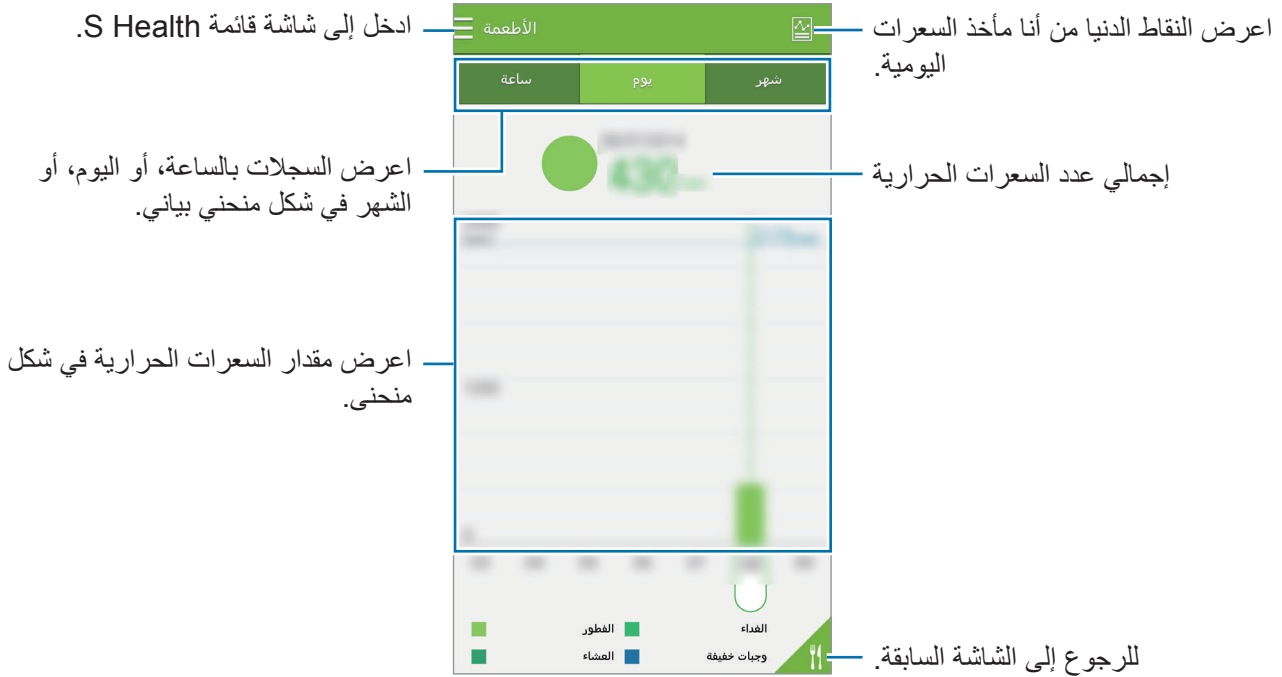 اعرض النقاط الدنيا من أنا مأخذ السعرات
اليومية.
إجمالي عدد السعرات الحرارية
للرجوع إلى الشاشة السابقة.
الأطعمة
شهر
يوم
ساعة
430
الغداء
الفطور
وجبات خفيفة
العشاء
ادخل إلى شاشة قائمة S Health.
اعرض السجلات بالساعة، أو اليوم، أو
الشهر في شكل منحني بياني.
اعرض مقدار السعرات الحرارية في شكل
منحنى.